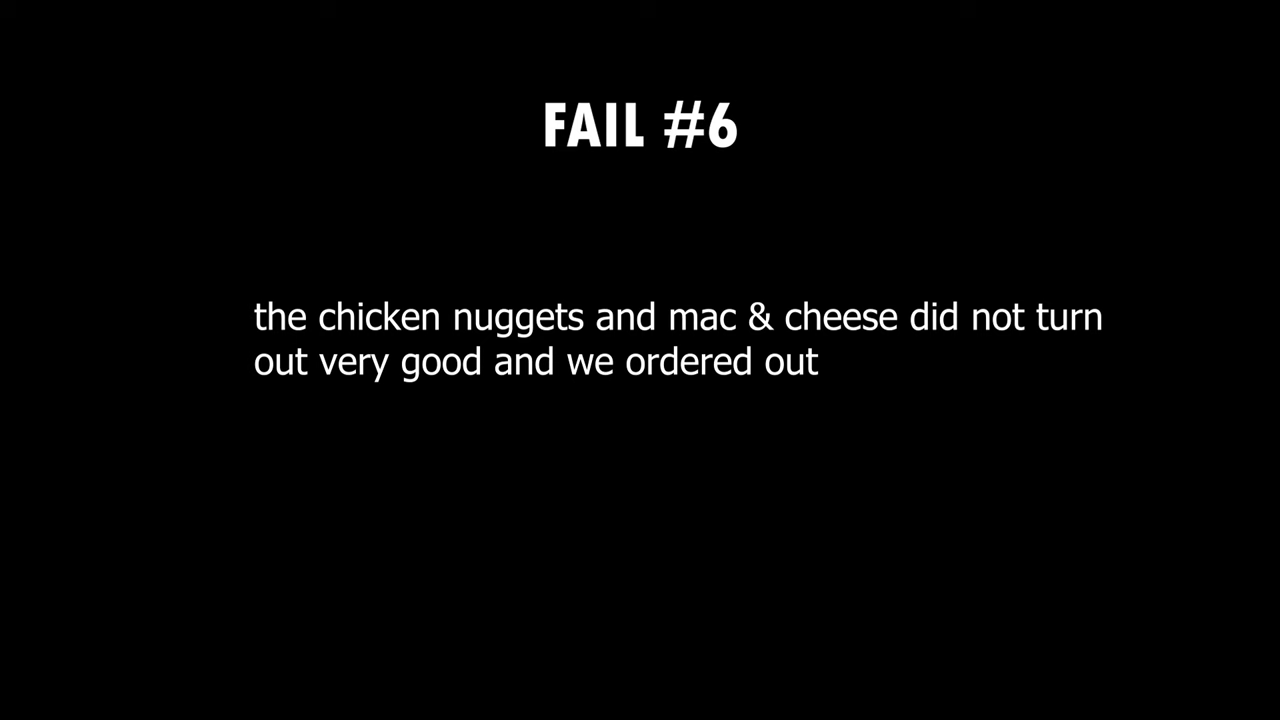 FAIL #6
the chicken nuggets and mac & cheese did not turn
out very good and we ordered out